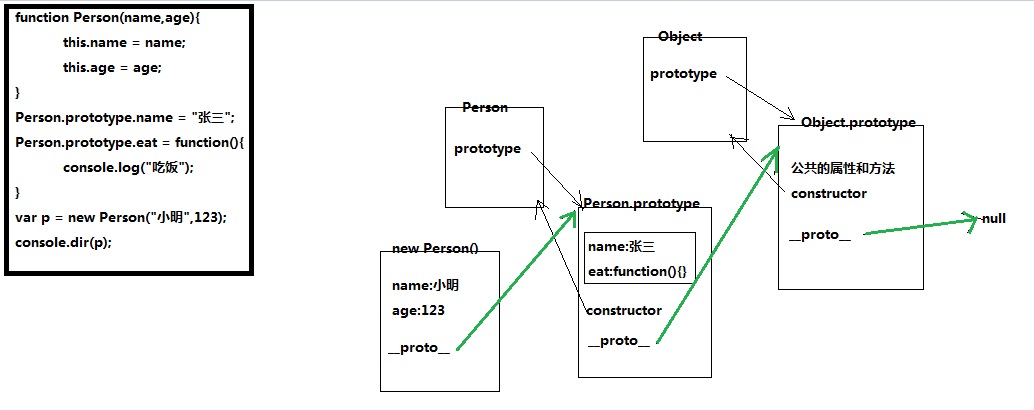 function Person(name,age){
this.name = name;
this.age = age;
}
Person.prototype.name = "张三";
Person.prototype.eat = function(){
console.log("吃饭");
}
var p = new Person("小明",123);
console.dir(p);
new Person()
name:小明
age:123
__proto__
Person
prototype
Person.prototype
name:张三
eat:function(){}
constructor
__proto__
Object
prototype
Object.prototype
公共的属性和方法
constructor
__proto__
null